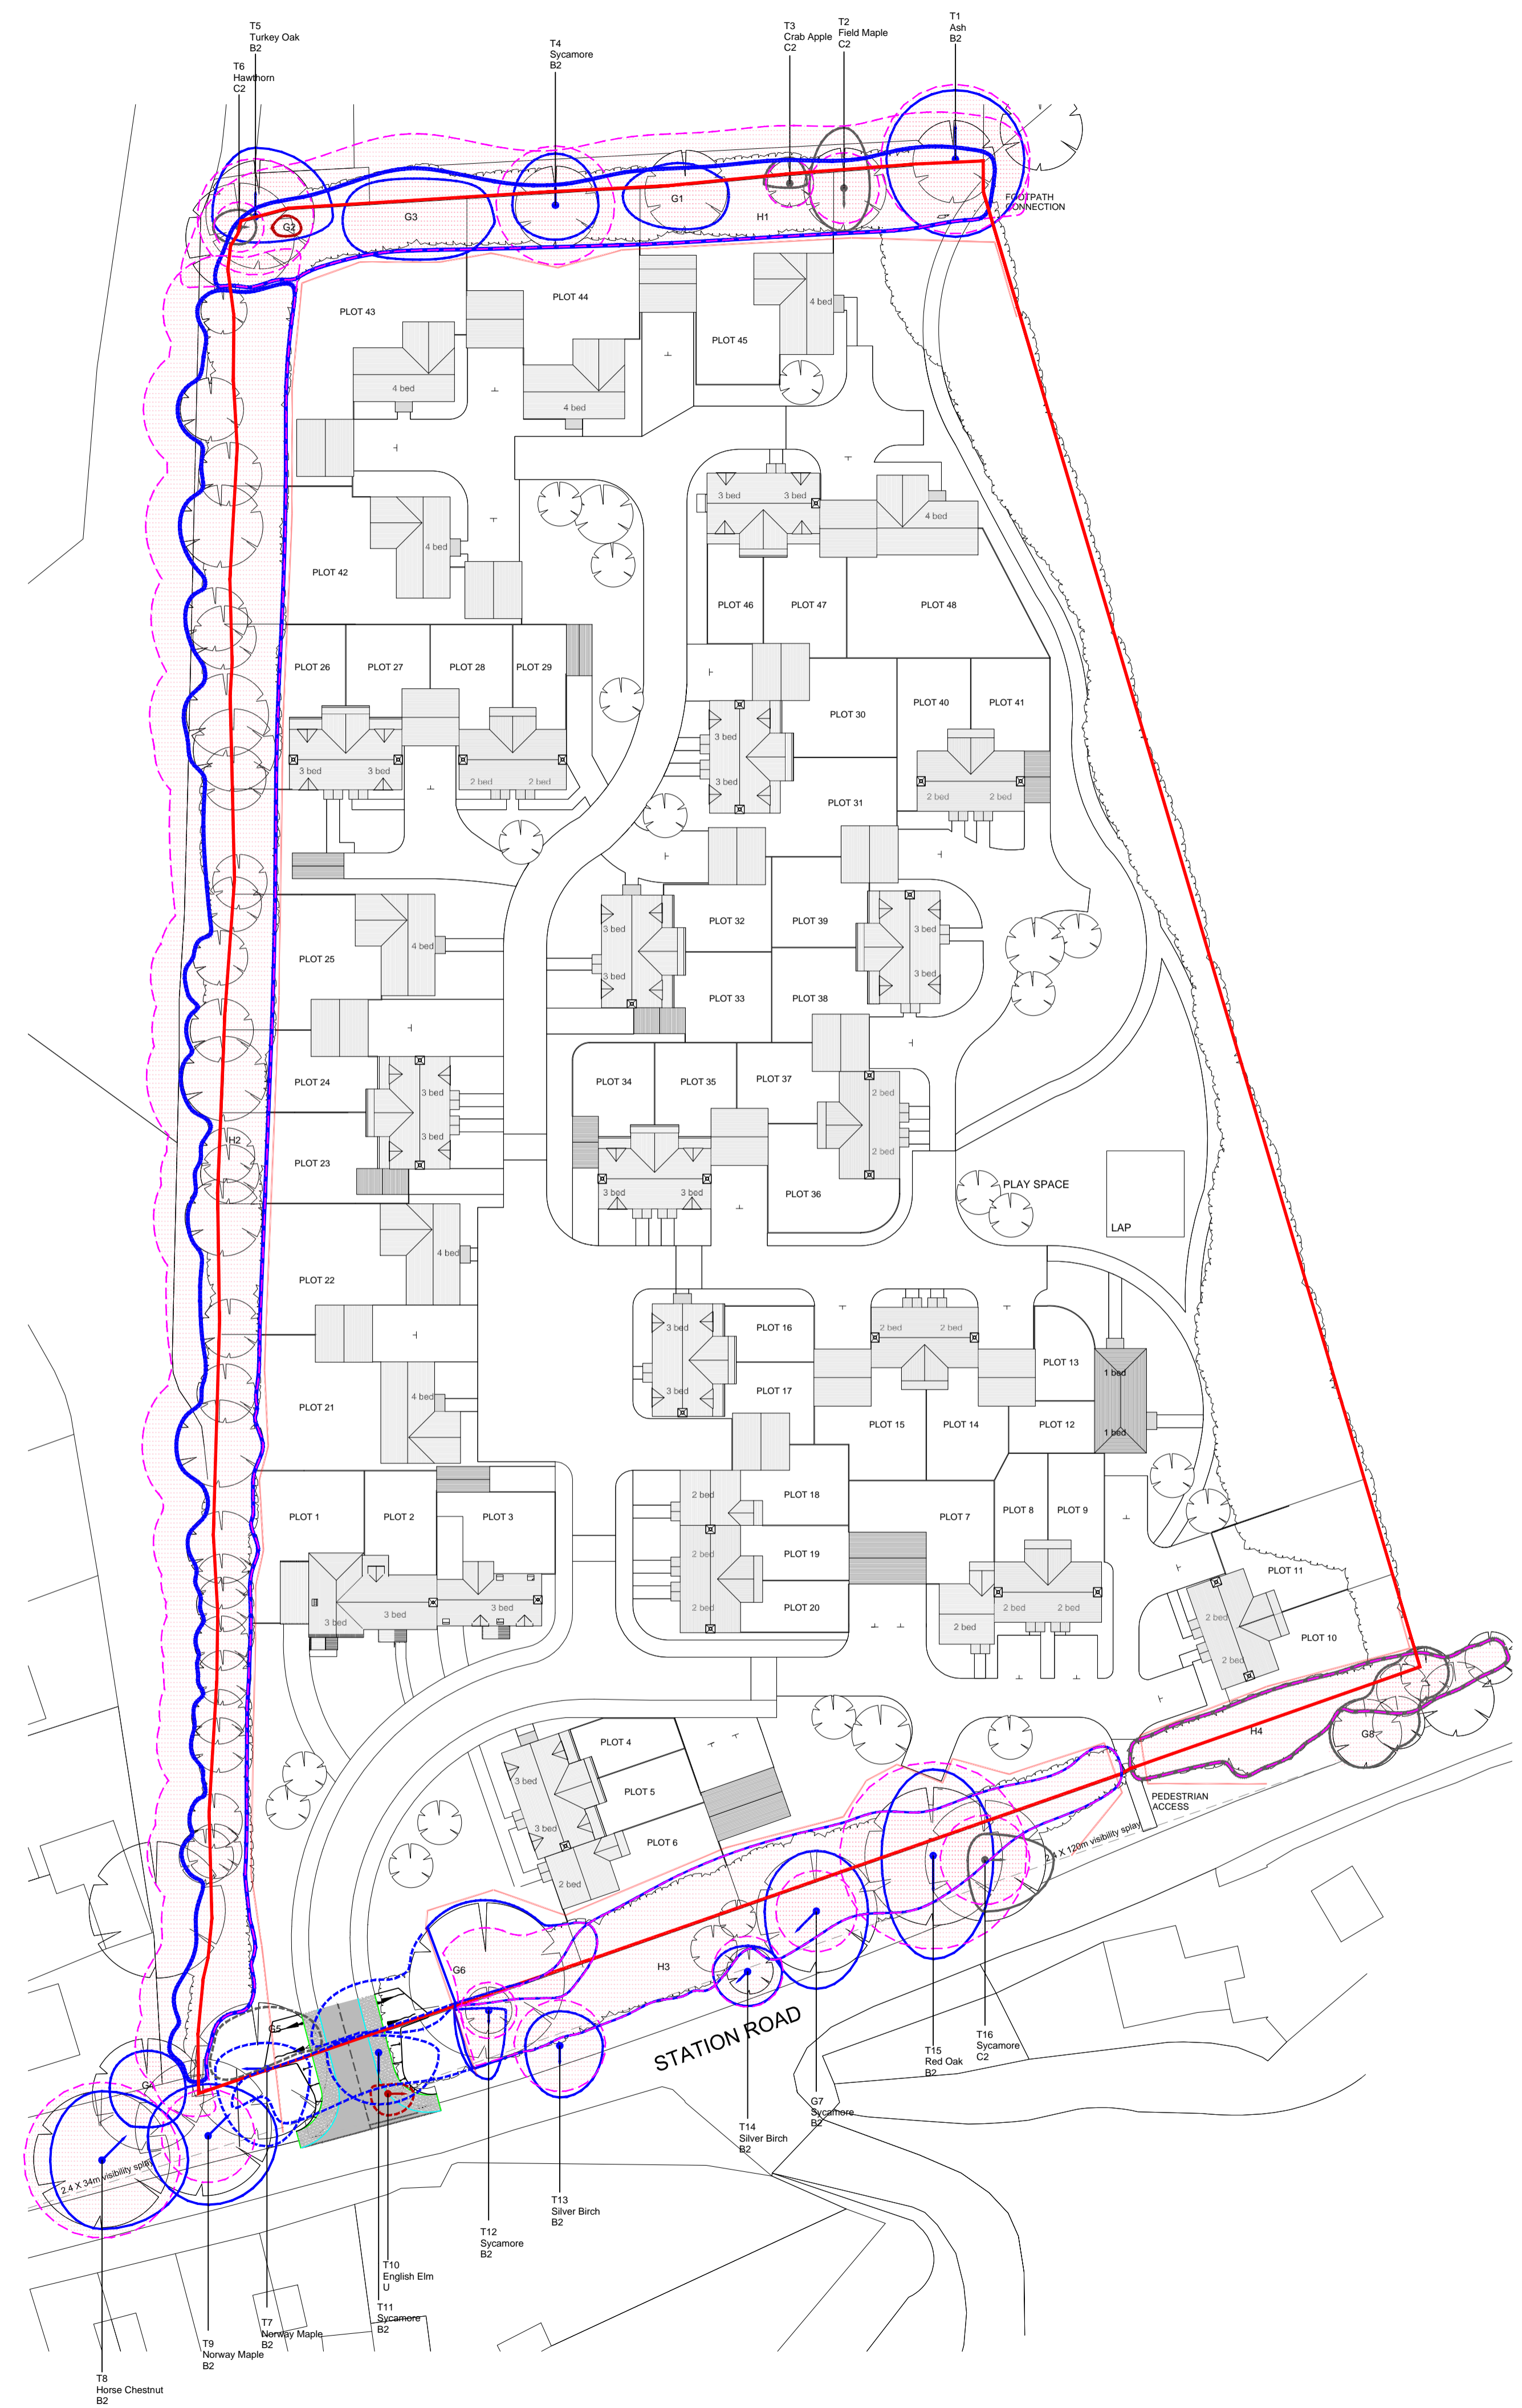 T1
Ash
B2
T2
Field Maple
C2
T3
Crab Apple
C2
T4
Sycamore
B2
T5
Turkey Oak
B2
T6
Hawthorn
C2
FOOTPATH
CONNECTION
G3
G1
H1
G2
PLOT 43
PLOT 44
PLOT 45
4 bed
4 bed
4 bed
3 bed
3 bed
4 bed
4 bed
PLOT 42
PLOT 46
PLOT 47
PLOT 48
PLOT 26
PLOT 27
PLOT 28
PLOT 29
PLOT 30
PLOT 40
PLOT 41
3 bed
3 bed
3 bed
2 bed
2 bed
3 bed
2 bed
2 bed
PLOT 31
PLOT 25
4 bed
PLOT 32
PLOT 39
3 bed
3 bed
3 bed
3 bed
PLOT 33
PLOT 38
PLOT 24
PLOT 34
PLOT 35
PLOT 37
3 bed
3 bed
2 bed
2 bed
H2
PLOT 23
3 bed
3 bed
PLOT 36
PLAY SPACE
LAP
4 bed
PLOT 22
PLOT 16
3 bed
2 bed
2 bed
PLOT 13
1 bed
PLOT 21
4 bed
3 bed
PLOT 17
PLOT 15
PLOT 14
PLOT 12
1 bed
PLOT 1
PLOT 2
PLOT 3
2 bed
PLOT 18
PLOT 7
PLOT 8
PLOT 9
2 bed
PLOT 19
PLOT 11
3 bed
3 bed
3 bed
2 bed
PLOT 20
2 bed
2 bed
2 bed
2 bed
PLOT 10
2 bed
PLOT 4
H4
G8
3 bed
PLOT 5
PEDESTRIAN
ACCESS
3 bed
PLOT 6
2.4 X 120m visibility splay
2 bed
G6
H3
G5
STATION ROAD
G4
2.4 X 34m visibility splay
T16
Sycamore
C2
T15
Red Oak
B2
G7
Sycamore
B2
T14
Silver Birch
B2
T13
Silver Birch
B2
T12
Sycamore
B2
T10
English Elm
U
T11
Sycamore
B2
T7
Norway Maple
B2
T9
Norway Maple
B2
T8
Horse Chestnut
B2